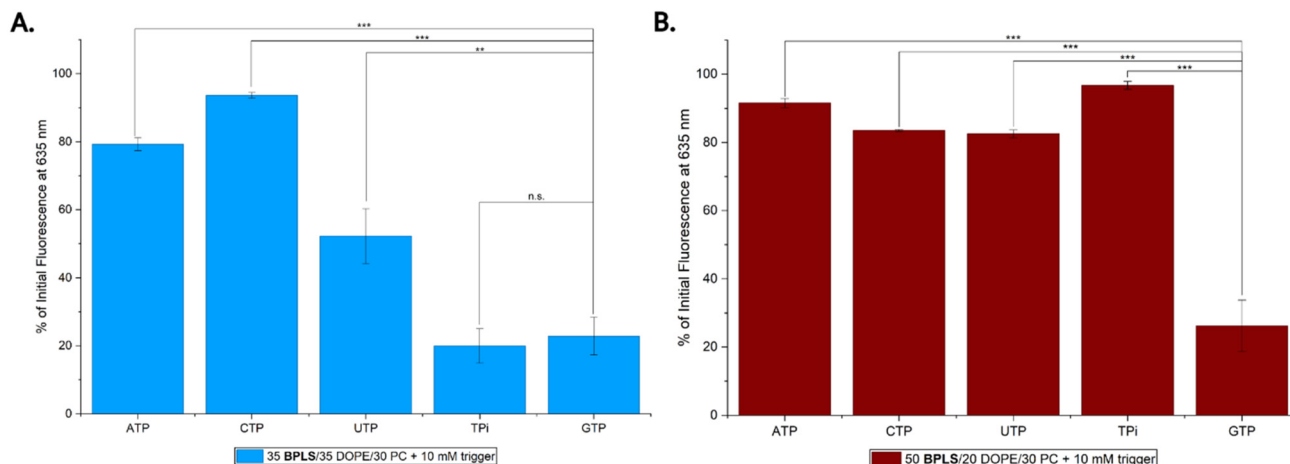 A.
***
***
**
n.s.
% of Initial Fluorescence at 635 nm
100
80
60
40
20
0
ATP CTP UTP TPi GTP
35 BPLS/35 DOPE/30 PC + 10 mM trigger
B.
***
***
***
***
% of Initial Fluorescence at 635 nm
100
80
60
40
20
0
ATP CTP UTP TPi GTP
50 BPLS/20 DOPE/30 PC + 10 mM trigger